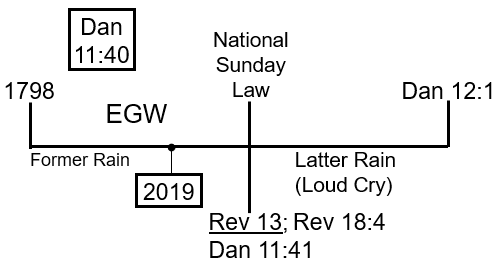 Dan
11:40
National
Sunday
Law
1798
Dan 12:1
EGW
Former Rain
Latter Rain
(Loud Cry)
2019
Rev 13; Rev 18:4
Dan 11:41